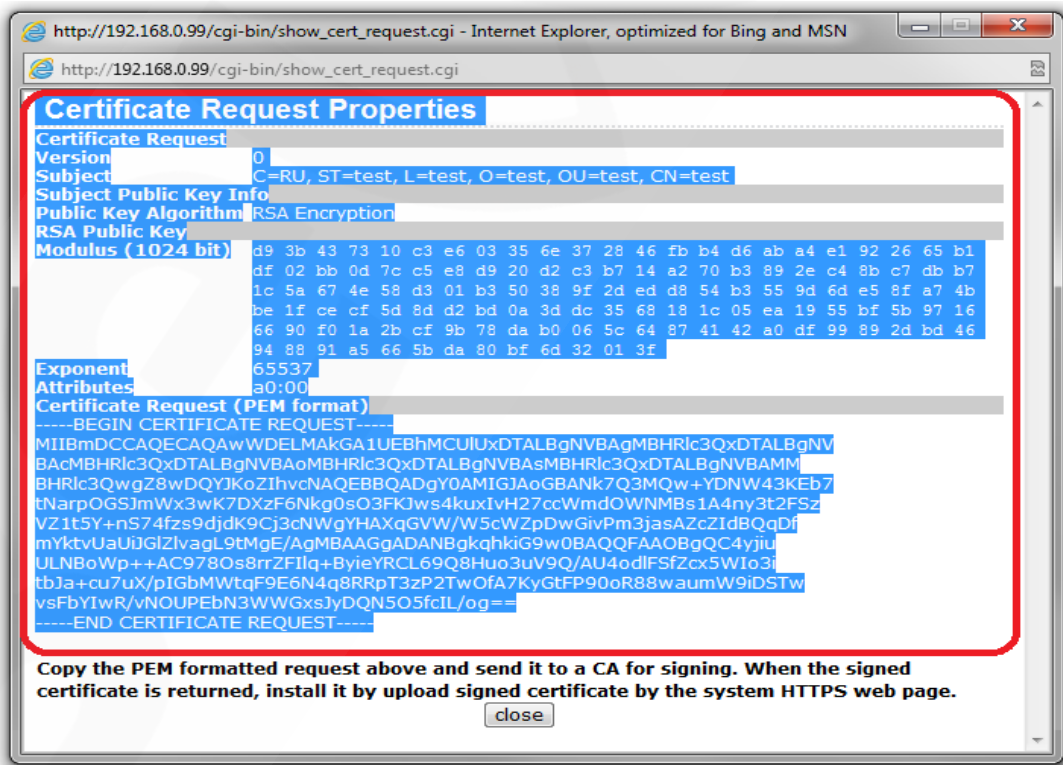 http://192.168.0.99/cgi-bin/show_cert_request.cgi - Internet Explorer, optimized for Bing and MSN
http://192.168.0.99/cgi-bin/show_cert_request.cgi
Certificate Request Properties
Certificate Request
Version 0
Subject C=RU, ST=test, L=test, O=test, OU=test, CN=test
Subject Public Key Info
Public Key Algorithm RSA Encryption
RSA Public Key
Modulus (1024 bit) d9 3b 43 73 10 c3 e6 03 35 6e 37 28 46 fb b4 d6 ab a4 e1 92 26 65 b1
df 02 bb 0d 7c c5 e8 d9 20 d2 c3 b7 14 a2 70 b3 89 2e c4 8b c7 db b7
1c 5a 67 4e 58 d3 01 b3 50 38 9f 2d ed d8 54 b3 55 9d 6d e5 8f a7 4b
be 1f ce cf 5d 8d d2 bd 0a 3d dc 35 68 18 1c 05 ea 19 55 bf 5b 97 16
66 90 f0 1a 2b cf 9b 78 da b0 06 5c 64 87 41 42 a0 df 99 89 2d bd 46
94 88 91 a5 66 5b da 80 bf 6d 32 01 3f
Exponent 65537
Attributes a0:00
Certificate Request (PEM format)
-----BEGIN CERTIFICATE REQUEST-----
MIIBmDCCAQECAQAwWDELMAkGA1UEBhMCUlUxDTALBgNVBAgMBHRlc3QxDTALBgNV
BAcMBHRlc3QxDTALBgNVBAoMBHRlc3QxDTALBgNVBAsMBHRlc3QxDTALBgNVBAMM
BHRlc3QwgZ8wDQYJKoZIhvcNAQEBBQADgY0AMIGJAoGBANk7Q3MQw+YDNW43KEb7
tNarpOGSJmWx3wK7DXzF6Nkg0sO3FKJws4kuxIvH27ccWmdOWNMBs1A4ny3t2FSz
VZ1t5Y+nS74fzs9djdK9Cj3cNWgYHAXqGVW/W5cWZpDwGivPm3jasAZcZIdBQqDf
mYktvUaUiJGlZlvagL9tMgE/AgMBAAGgADANBgkqhkiG9w0BAQQFAAOBgQC4yjiu
ULNBoWp++AC978Os8rrZFIlq+ByieYRCL69Q8Huo3uV9Q/AU4odlFSfZcx5WIo3i
tbJa+cu7uX/pIGbMWtqF9E6N4q8RRpT3zP2TwOfA7KyGtFP90oR88waumW9iDSTw
vsFbYIwR/vNOUPEbN3WWGxsJyDQN5O5fcIL/og==
-----END CERTIFICATE REQUEST-----
Copy the PEM formatted request above and send it to a CA for signing. When the signed
certificate is returned, install it by upload signed certificate by the system HTTPS web page.
close